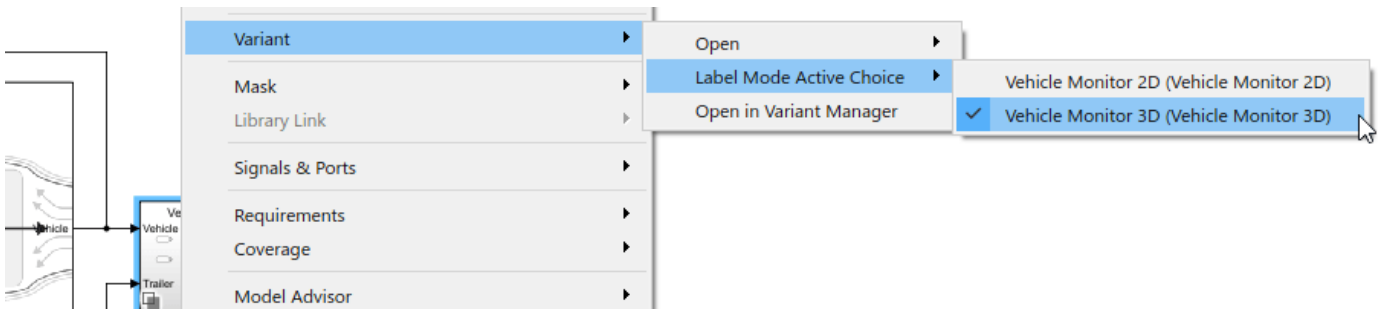 Variant
Open
Mask
Label Mode Active Choice
Vehicle Monitor 2D (Vehicle Monitor 2D)
Library Link
Open in Variant Manager
Vehicle Monitor 3D (Vehicle Monitor 3D)
Signals & Ports
Requirements
Vehicle
Coverage
Trailer
Model Advisor